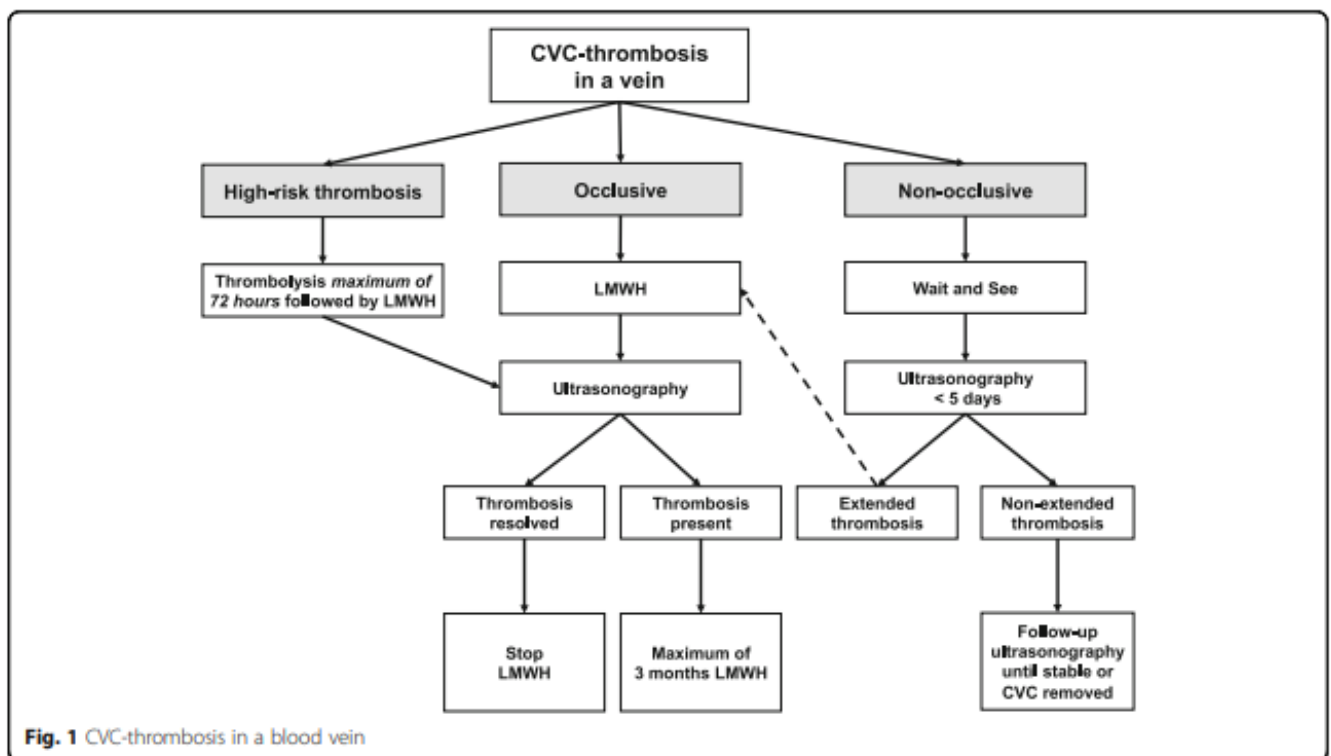 CVC-thrombosis
in a vein
High-risk thrombosis
Occlusive
Non-occlusive
Thrombolysis maximum of
72 hours followed by LMWH
LMWH
Wait and See
Ultrasonography
Ultrasonography
< 5 days
Thrombosis
resolved
Thrombosis
present
Extended
thrombosis
Non-extended
thrombosis
Stop
LMWH
Maximum of
3 months LMWH
Follow-up
ultrasonography
until stable or
CVC removed
Fig. 1 CVC-thrombosis in a blood vein